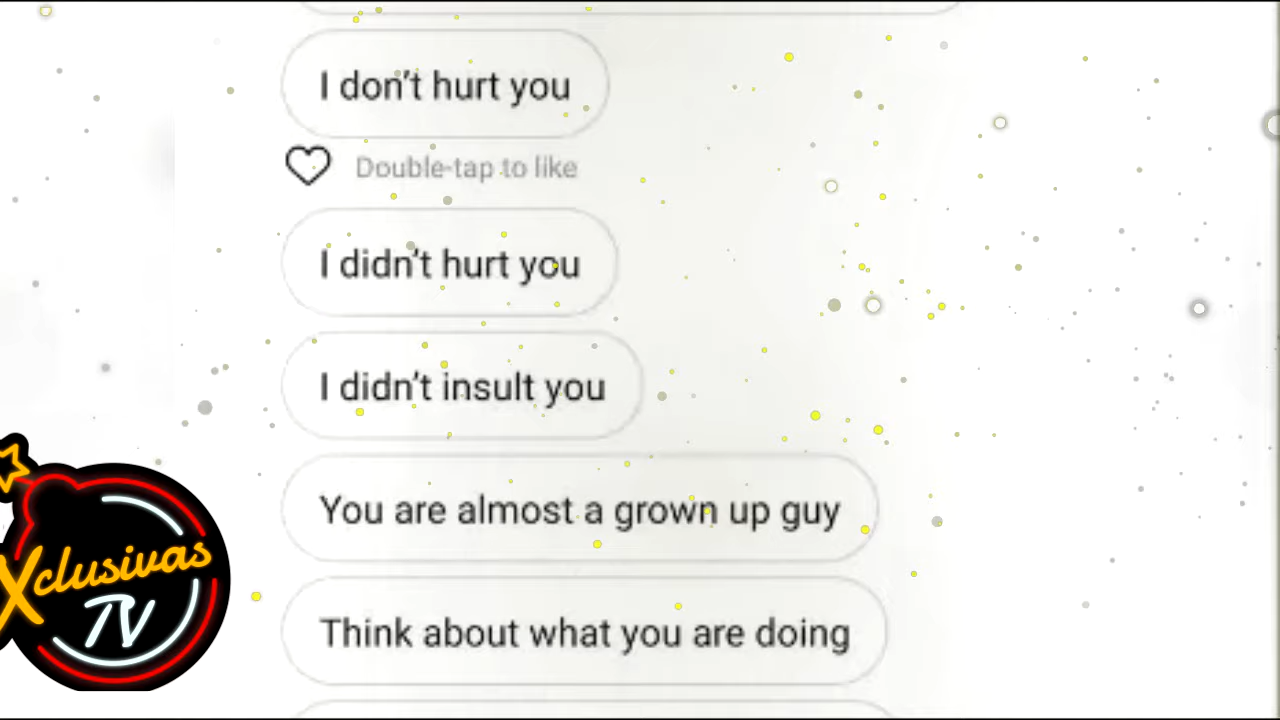 I don't hurt you
Double-tap to like
I didn't hurt you
I didn't insult you
You are almost a grown up guy
Think about what you are doing
Xclusivas
TV